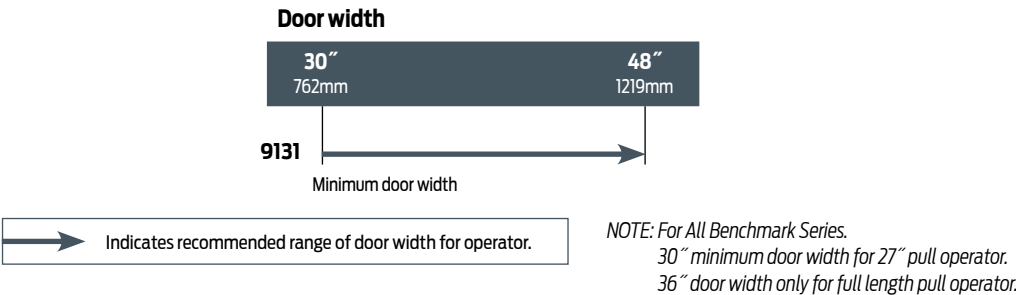 Door width
30˝ 48˝
762mm 1219mm
9131
Minimum door width
Indicates recommended range of door width for operator.
NOTE: For All Benchmark Series.
30˝ minimum door width for 27˝ pull operator.
36˝ door width only for full length pull operator.